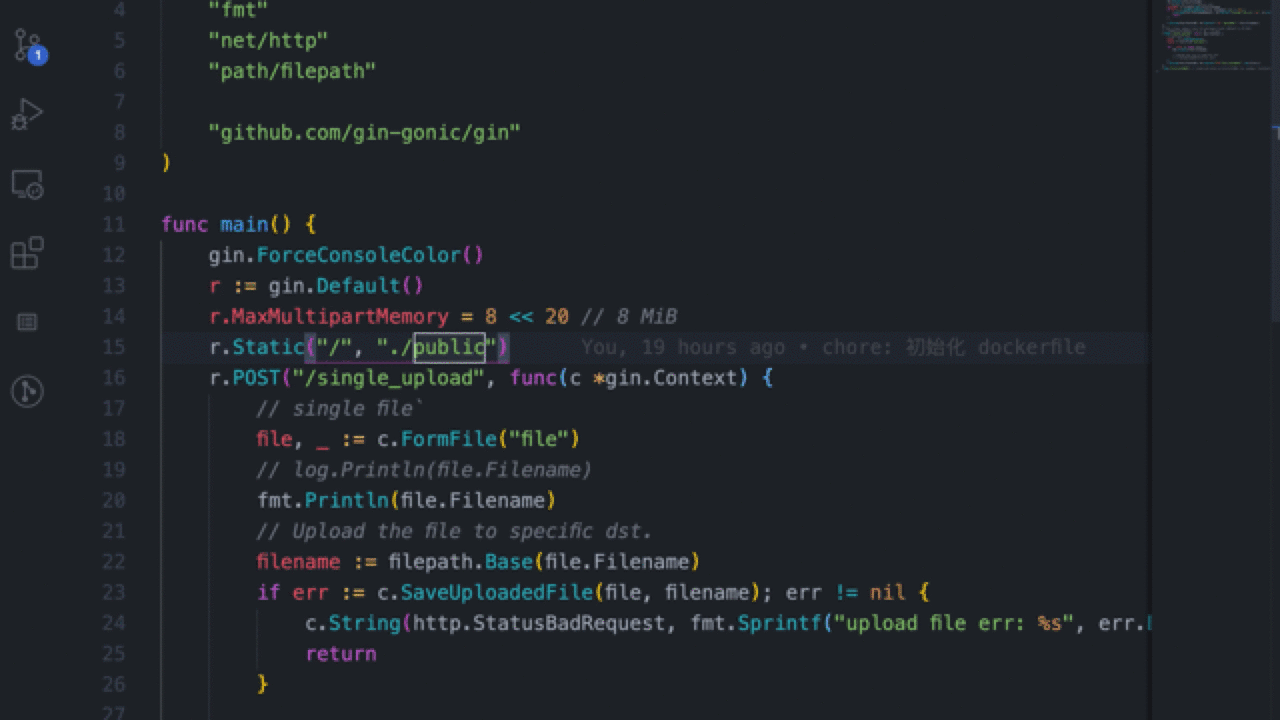 4 "fmt"
1
5 "net/http"
6 "path/filepath"
7
8 "github.com/gin-gonic/gin"
9 )
10
11 func main() {
12 gin.ForceConsoleColor()
13 r := gin.Default()
14 r.MaxMultipartMemory = 8 << 20 // 8 MiB
15 r.Static("/", "./public") You, 19 hours ago • chore: 初始化 dockerfile
16 r.POST("/single_upload", func(c *gin.Context) {
17 // single file`
18 file, _ := c.FormFile("file")
19 // log.Println(file.Filename)
20 fmt.Println(file.Filename)
21 // Upload the file to specific dst.
22 filename := filepath.Base(file.Filename)
23 if err := c.SaveUploadedFile(file, filename); err != nil {
24 c.String(http.StatusBadRequest, fmt.Sprintf("upload file err: %s", err.
25 return
26 }
27